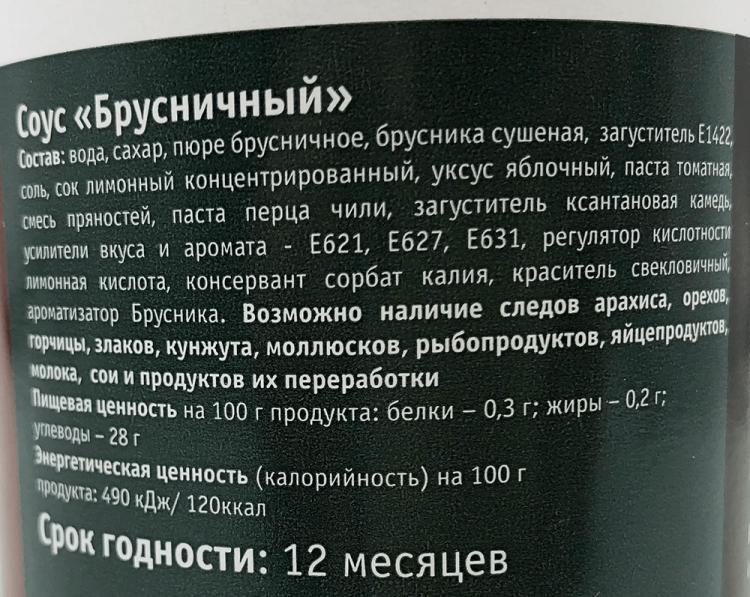 Соус «Брусничный»
Состав: вода, сахар, пюре брусничное, брусника сушеная, загуститель Е1422,
соль, сок лимонный концентрированный, уксус яблочный, паста томатная,
смесь пряностей, паста перца чили, загуститель ксантановая камедь,
усилители вкуса и аромата - Е621, Е627, Е631, регулятор кислотности
лимонная кислота, консервант сорбат калия, краситель свекловичный,
ароматизатор Брусника. Возможно наличие следов арахиса, орехов,
горчицы, злаков, кунжута, моллюсков, рыбопродуктов, яйцепродуктов,
молока, сои и продуктов их переработки
Пищевая ценность на 100 г продукта: белки – 0,3 г; жиры – 0,2 г;
углеводы – 28 г
Энергетическая ценность (калорийность) на 100 г
продукта: 490 кДж/ 120ккал
Срок годности: 12 месяцев